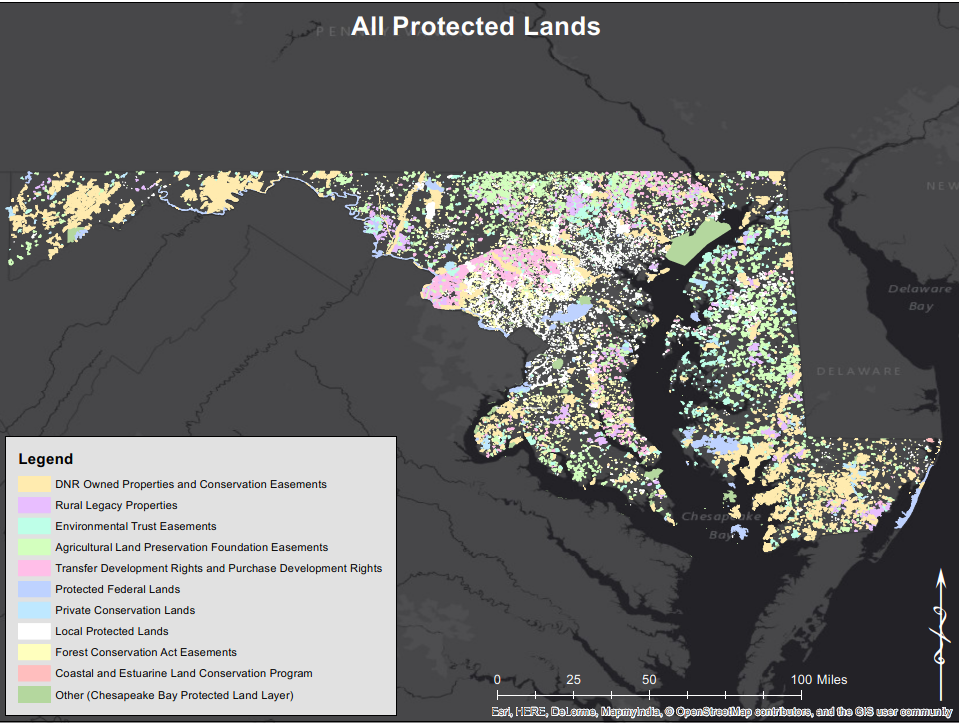 All Protected Lands
NEW
Delaware
Bay
DELAWARE
Chesapeake
Bay
Legend
DNR Owned Properties and Conservation Easements
Rural Legacy Properties
Environmental Trust Easements
Agricultural Land Preservation Foundation Easements
Transfer Development Rights and Purchase Development Rights
Protected Federal Lands
Private Conservation Lands
Local Protected Lands
Forest Conservation Act Easements
Coastal and Estuarine Land Conservation Program
Other (Chesapeake Bay Protected Land Layer)
0 25 50 100 Miles
Esri, HERE, DeLorme, MapmyIndia, © OpenStreetMap contributors, and the GIS user community